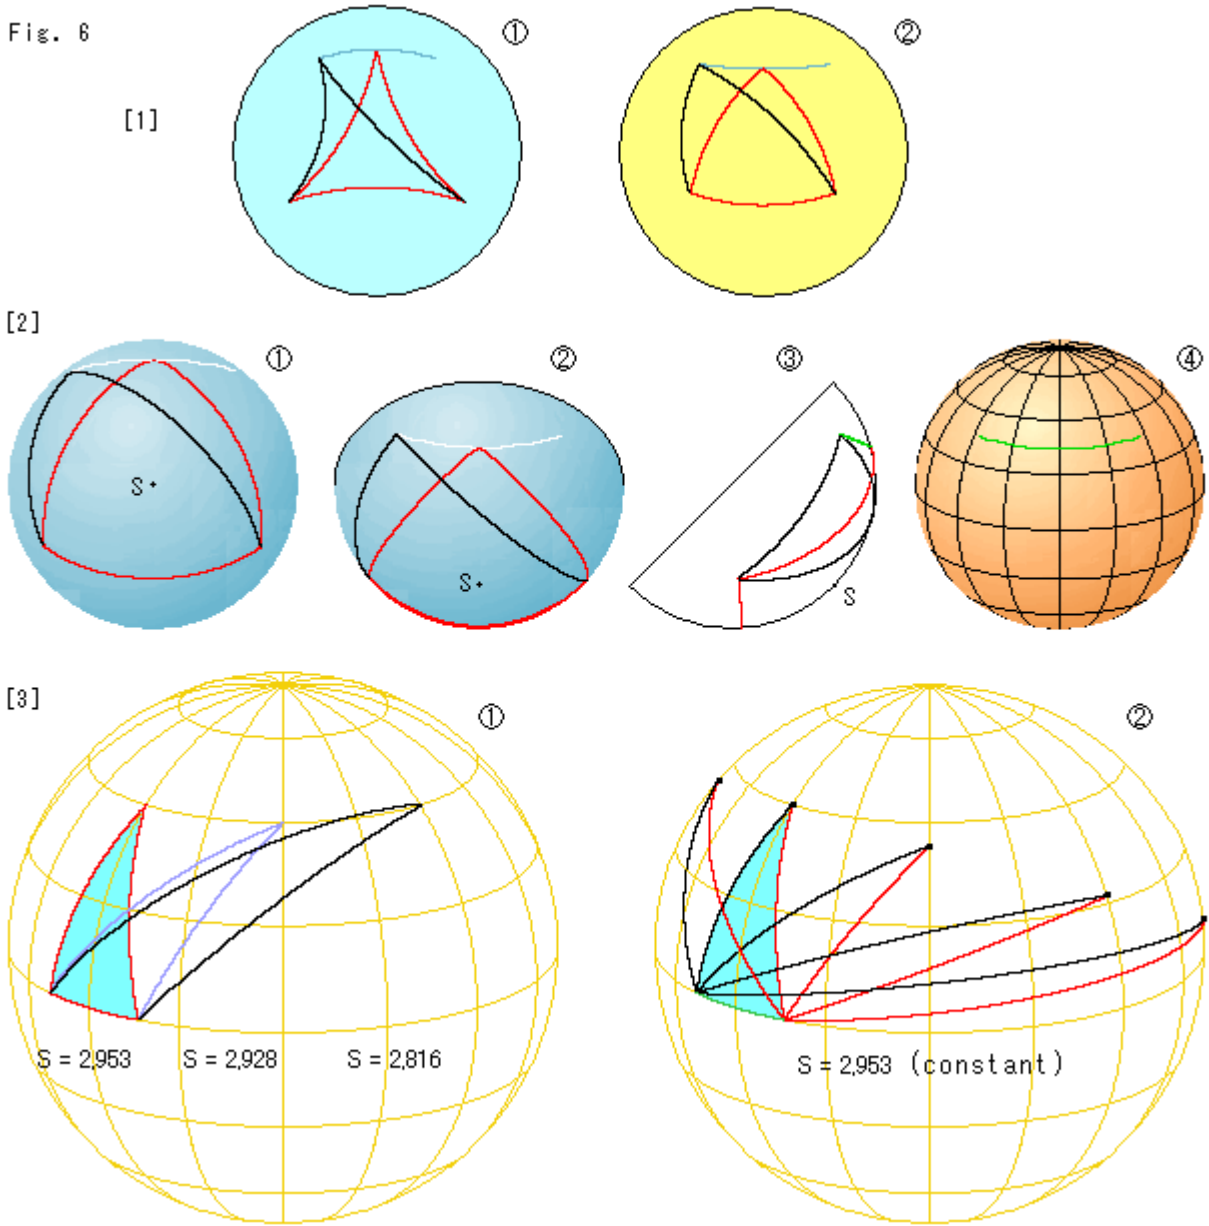 Fig. 6
① ②
[1]
[2]
① ② ③ ④
S
S
S
[3]
① ②
S = 2,953 S = 2,928 S = 2,816
S = 2,953 (constant)